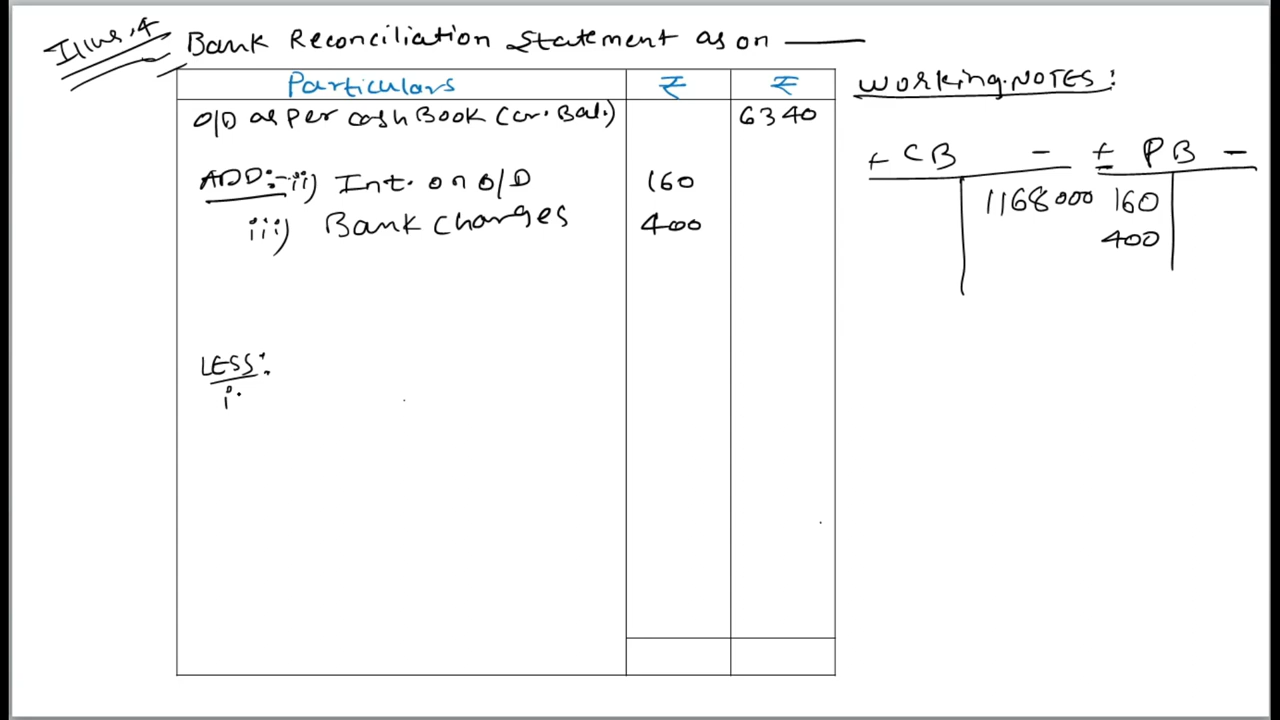 Illus.4
Bank Reconciliation Statement as on
Particulars ₹ ₹
O/D as Per cash Book (cr. Bal.) 6340
ADD:- ii) Int. on O/D 160
iii) Bank charges 400
LESS:
i.
Working.NOTES:
+ CB - + PB -
1168000 160
400